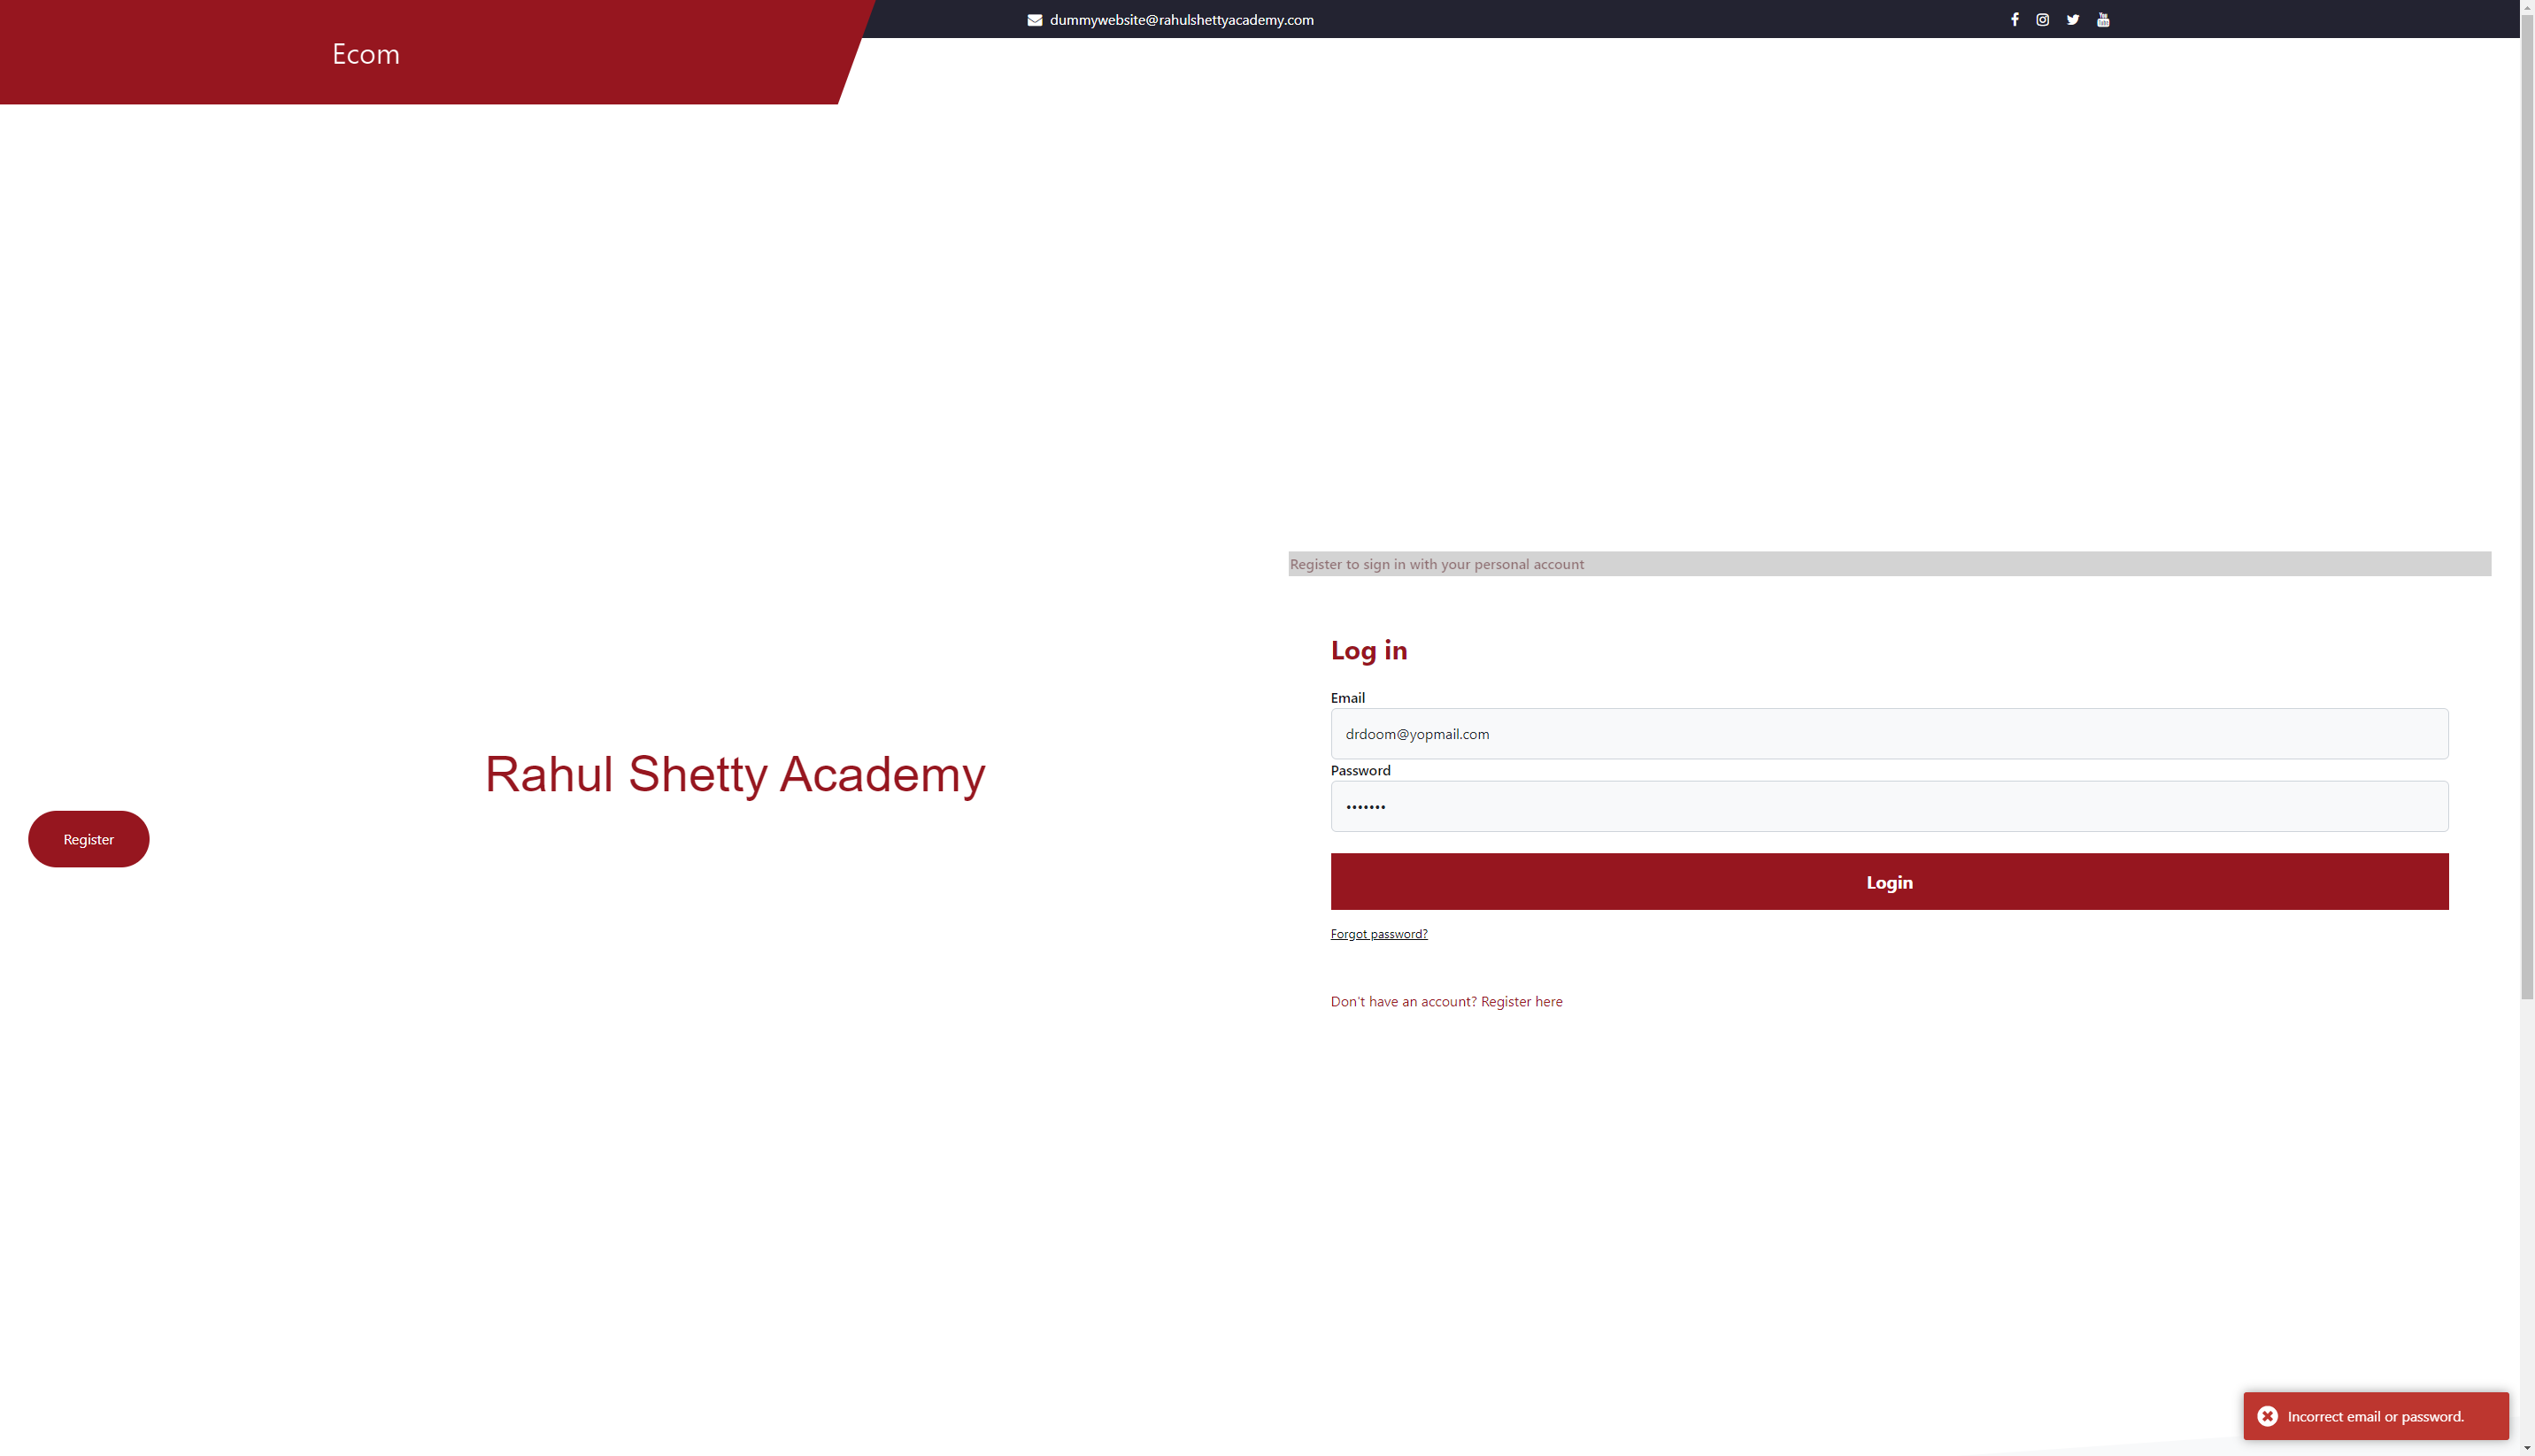 dummywebsite@rahulshettyacademy.com
Ecom
Register to sign in with your personal account
Log in
Email
drdoom@yopmail.com
Password
•••••••
Rahul Shetty Academy
Register
Login
Forgot password?
Don't have an account? Register here
Incorrect email or password.